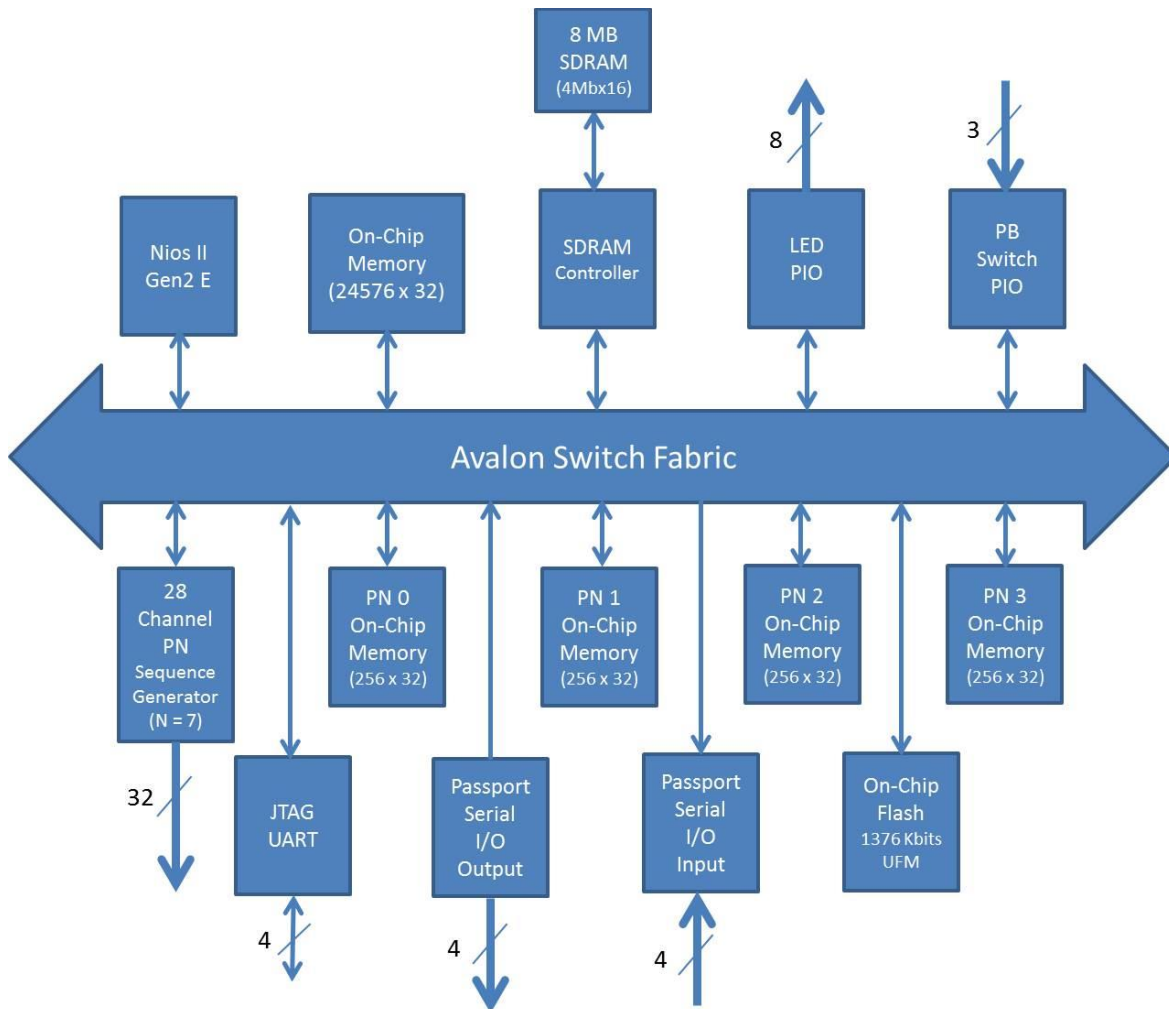 8 MB
SDRAM
(4Mbx16)
8
3
Nios II
Gen2 E
On-Chip
Memory
(24576 x 32)
SDRAM
Controller
LED
PIO
PB
Switch
PIO
Avalon Switch Fabric
28
Channel
PN
Sequence
Generator
(N = 7)
PN 0
On-Chip
Memory
(256 x 32)
PN 1
On-Chip
Memory
(256 x 32)
PN 2
On-Chip
Memory
(256 x 32)
PN 3
On-Chip
Memory
(256 x 32)
32
JTAG
UART
Passport
Serial
I/O
Output
Passport
Serial
I/O
Input
On-Chip
Flash
1376 Kbits
UFM
4
4
4